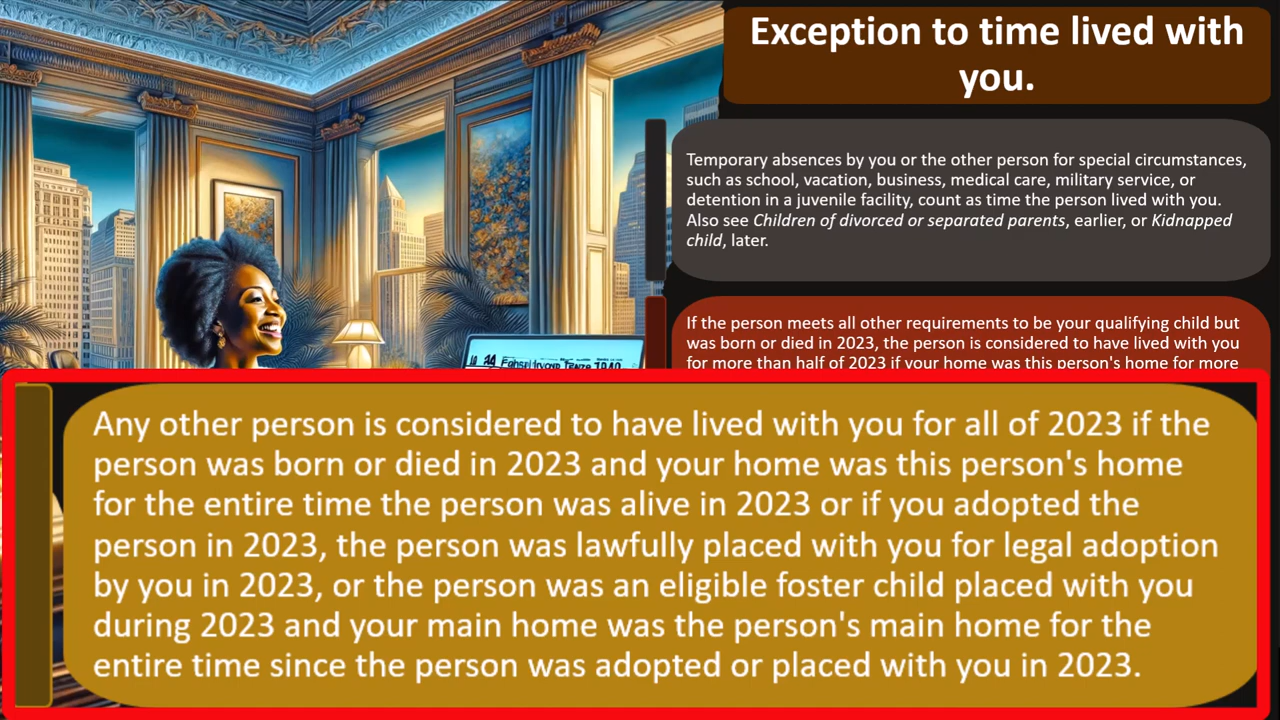 Exception to time lived with
you.
Temporary absences by you or the other person for special circumstances,
such as school, vacation, business, medical care, military service, or
detention in a juvenile facility, count as time the person lived with you.
Also see Children of divorced or separated parents, earlier, or Kidnapped
child, later.
If the person meets all other requirements to be your qualifying child but
was born or died in 2023, the person is considered to have lived with you
for more than half of 2023 if your home was this person's home for more
Any other person is considered to have lived with you for all of 2023 if the
person was born or died in 2023 and your home was this person's home
for the entire time the person was alive in 2023 or if you adopted the
person in 2023, the person was lawfully placed with you for legal adoption
by you in 2023, or the person was an eligible foster child placed with you
during 2023 and your main home was the person's main home for the
entire time since the person was adopted or placed with you in 2023.